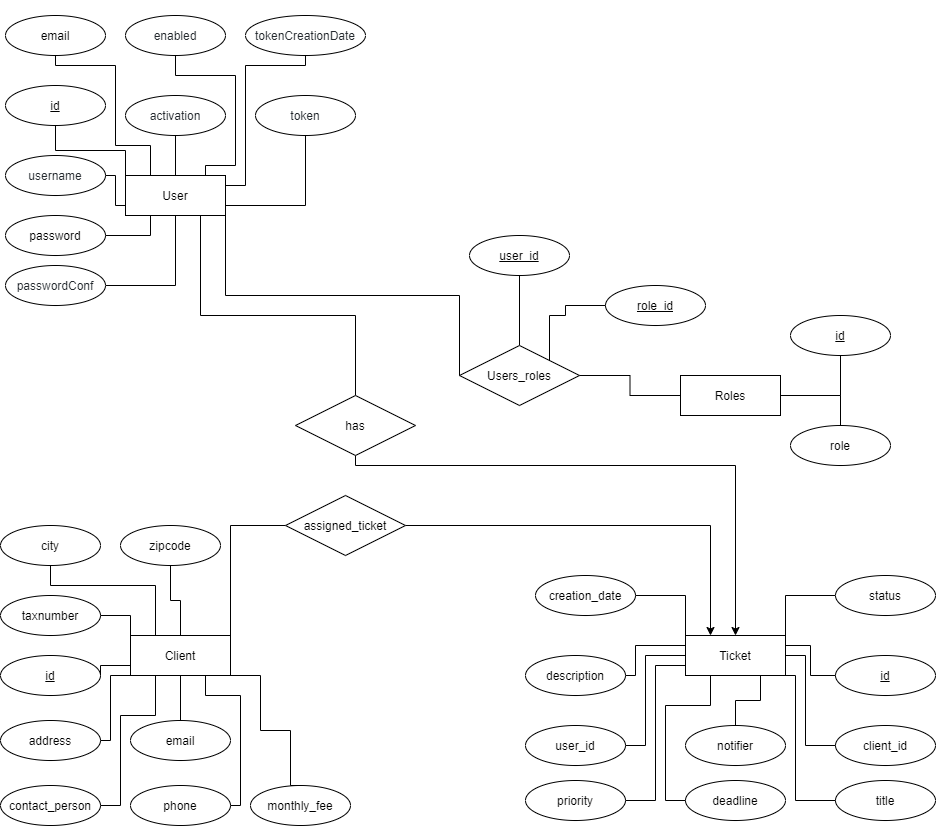 email
enabled
tokenCreationDate
id
activation
token
username
User
password
passwordConf
user_id
role_id
id
Users_roles
Roles
role
has
assigned_ticket
city
zipcode
creation_date
status
taxnumber
Client
Ticket
id
description
id
address
email
user_id
notifier
client_id
contact_person
phone
monthly_fee
priority
deadline
title